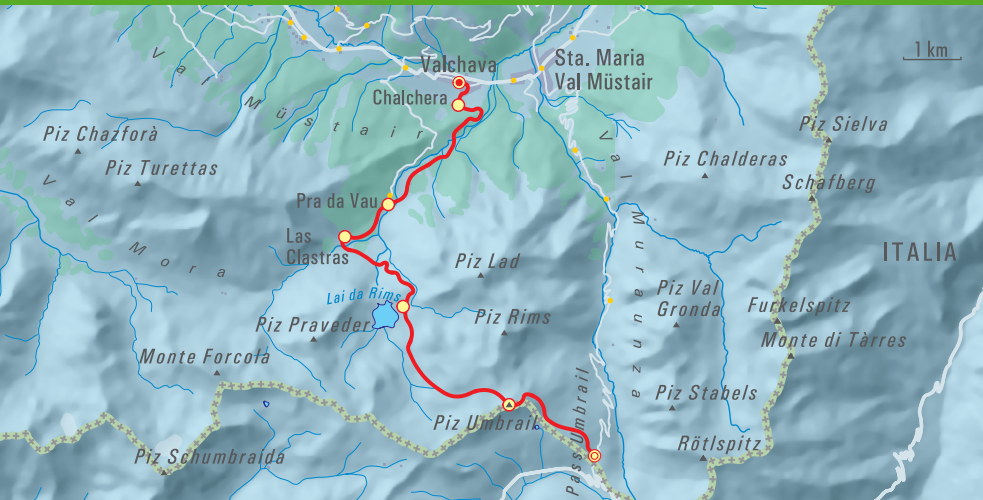 Valchava
Sta. Maria
Val Müstair
1 km
Chalchera
Val Müstair
Piz Chazforà
Piz Turettas
Piz Sielva
Piz Chalderas
Schafberg
Val Mora
Pra da Vau
Las
Clastras
Val Muraunza
ITALIA
Piz Lad
Lai da Rims
Piz Val
Gronda
Furkelspitz
Piz Praveder
Piz Rims
Monte di Tàrres
Monte Forcola
Piz Stabels
Pass Umbrail
Piz Umbrail
Rötlspitz
Piz Schumbraida